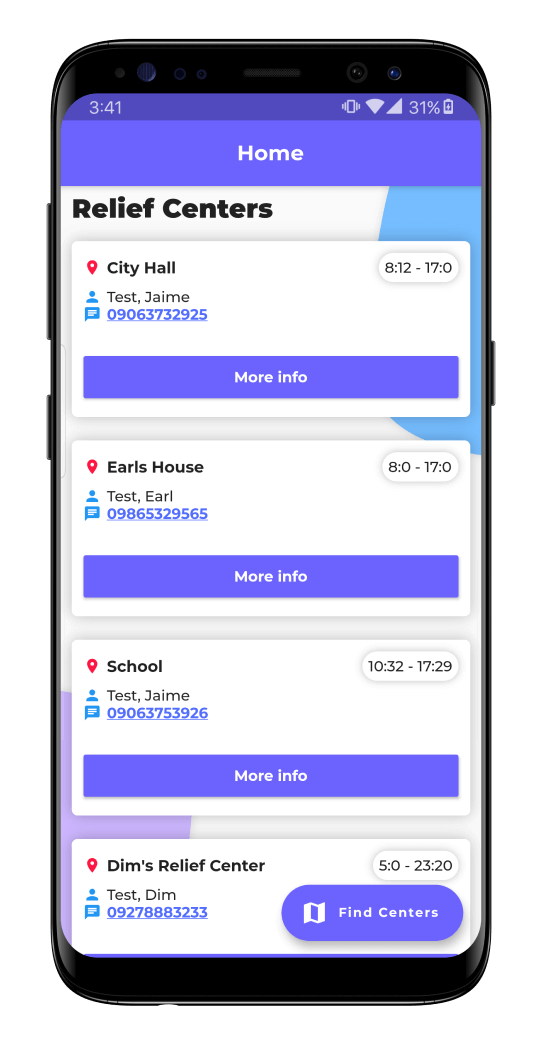 3:41
31%
Home
Relief Centers
City Hall
8:12 - 17:0
Test, Jaime
09063732925
More info
Earls House
8:0 - 17:0
Test, Earl
09865329565
More info
School
10:32 - 17:29
Test, Jaime
09063753926
More info
Dim's Relief Center
5:0 - 23:20
Test, Dim
09278883233
Find Centers